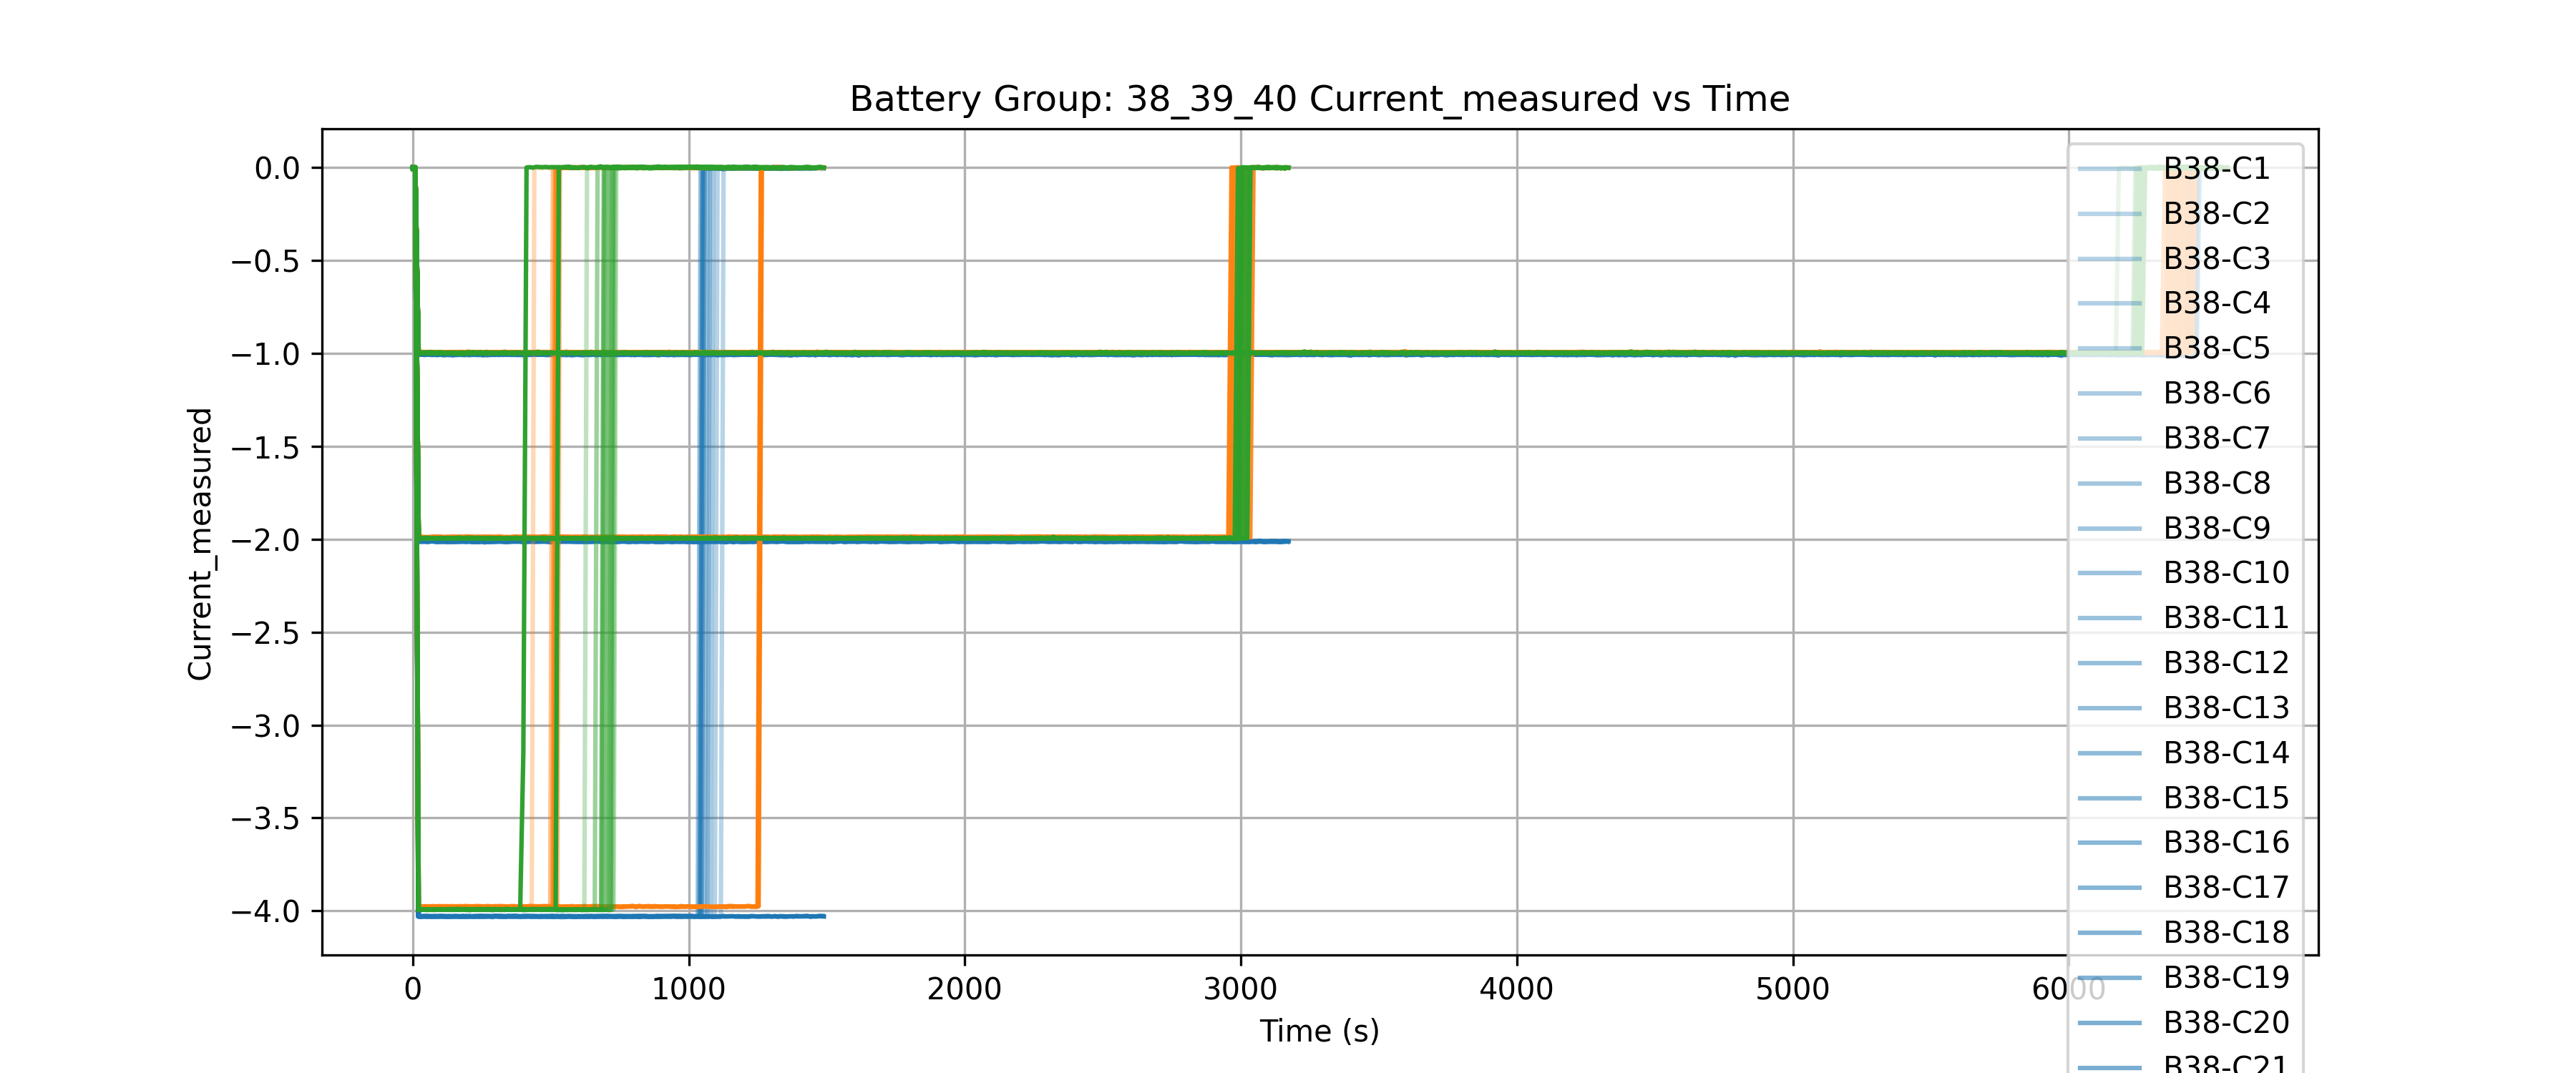 Battery Group: 38_39_40 Current_measured vs Time
Current_measured
0.0
−0.5
−1.0
−1.5
−2.0
−2.5
−3.0
−3.5
−4.0
0
1000
2000
3000
4000
5000
6000
Time (s)
B38-C1
B38-C2
B38-C3
B38-C4
B38-C5
B38-C6
B38-C7
B38-C8
B38-C9
B38-C10
B38-C11
B38-C12
B38-C13
B38-C14
B38-C15
B38-C16
B38-C17
B38-C18
B38-C19
B38-C20
B38-C21